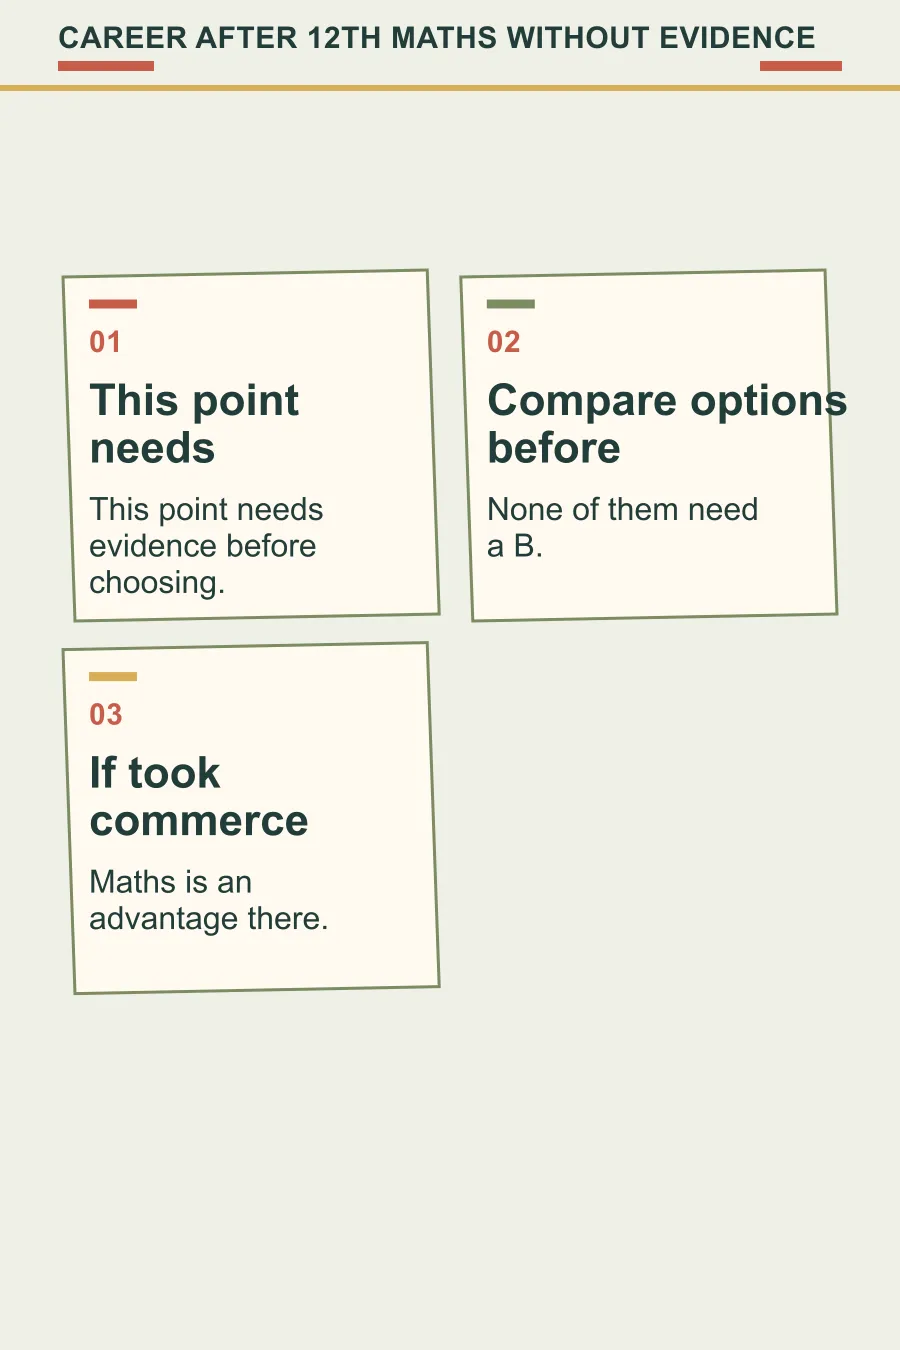 CAREER AFTER 12TH MATHS WITHOUT EVIDENCE
01
This point
needs
This point needs
evidence before
choosing.
02
Compare options
before
None of them need
a B.
03
If took
commerce
Maths is an
advantage there.